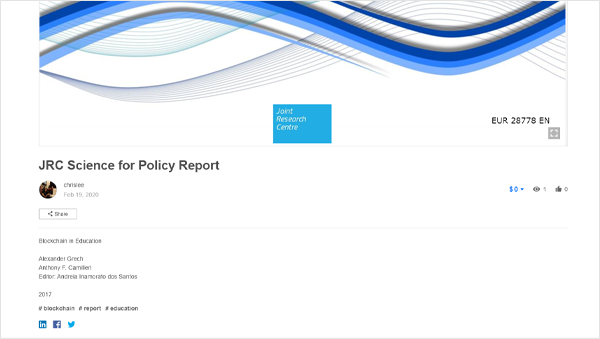 Joint
Research
Centre
EUR 28778 EN
JRC Science for Policy Report
chrislee
Feb 19, 2020
$ 0
1
0
Share
Blockchain in Education
Alexander Grech
Anthony F. Camilleri
Editor: Andreia Inamorato dos Santos
2017
# blockchain # report # education